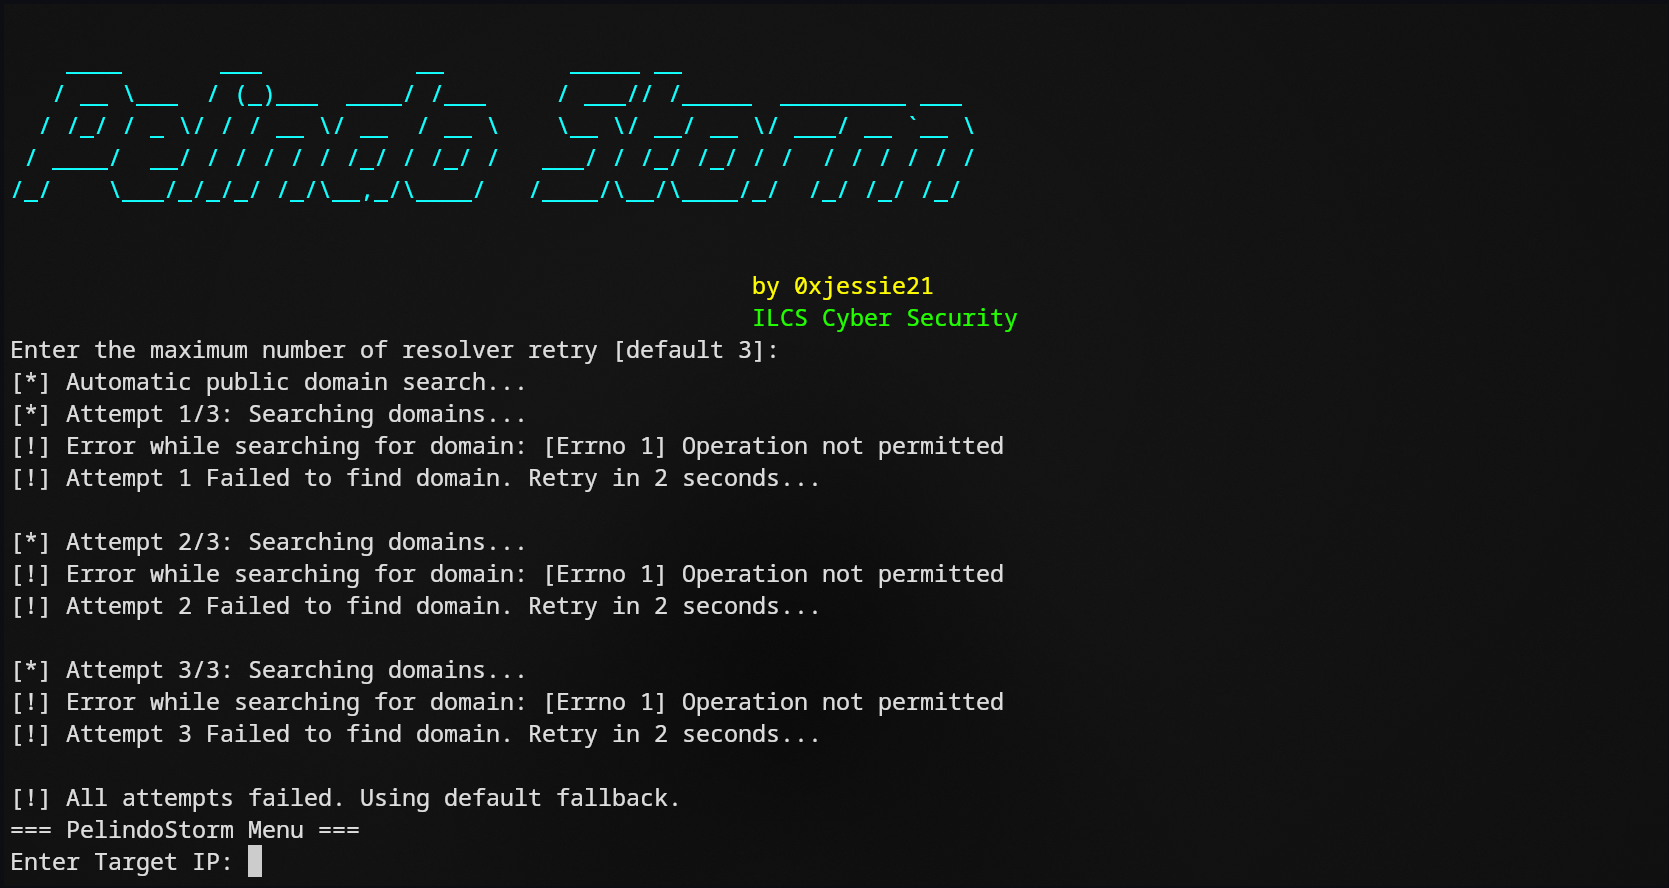 Pelindo Storm
by 0xjessie21
ILCS Cyber Security
Enter the maximum number of resolver retry [default 3]:
[*] Automatic public domain search...
[*] Attempt 1/3: Searching domains...
[!] Error while searching for domain: [Errno 1] Operation not permitted
[!] Attempt 1 Failed to find domain. Retry in 2 seconds...
[*] Attempt 2/3: Searching domains...
[!] Error while searching for domain: [Errno 1] Operation not permitted
[!] Attempt 2 Failed to find domain. Retry in 2 seconds...
[*] Attempt 3/3: Searching domains...
[!] Error while searching for domain: [Errno 1] Operation not permitted
[!] Attempt 3 Failed to find domain. Retry in 2 seconds...
[!] All attempts failed. Using default fallback.
=== PelindoStorm Menu ===
Enter Target IP: